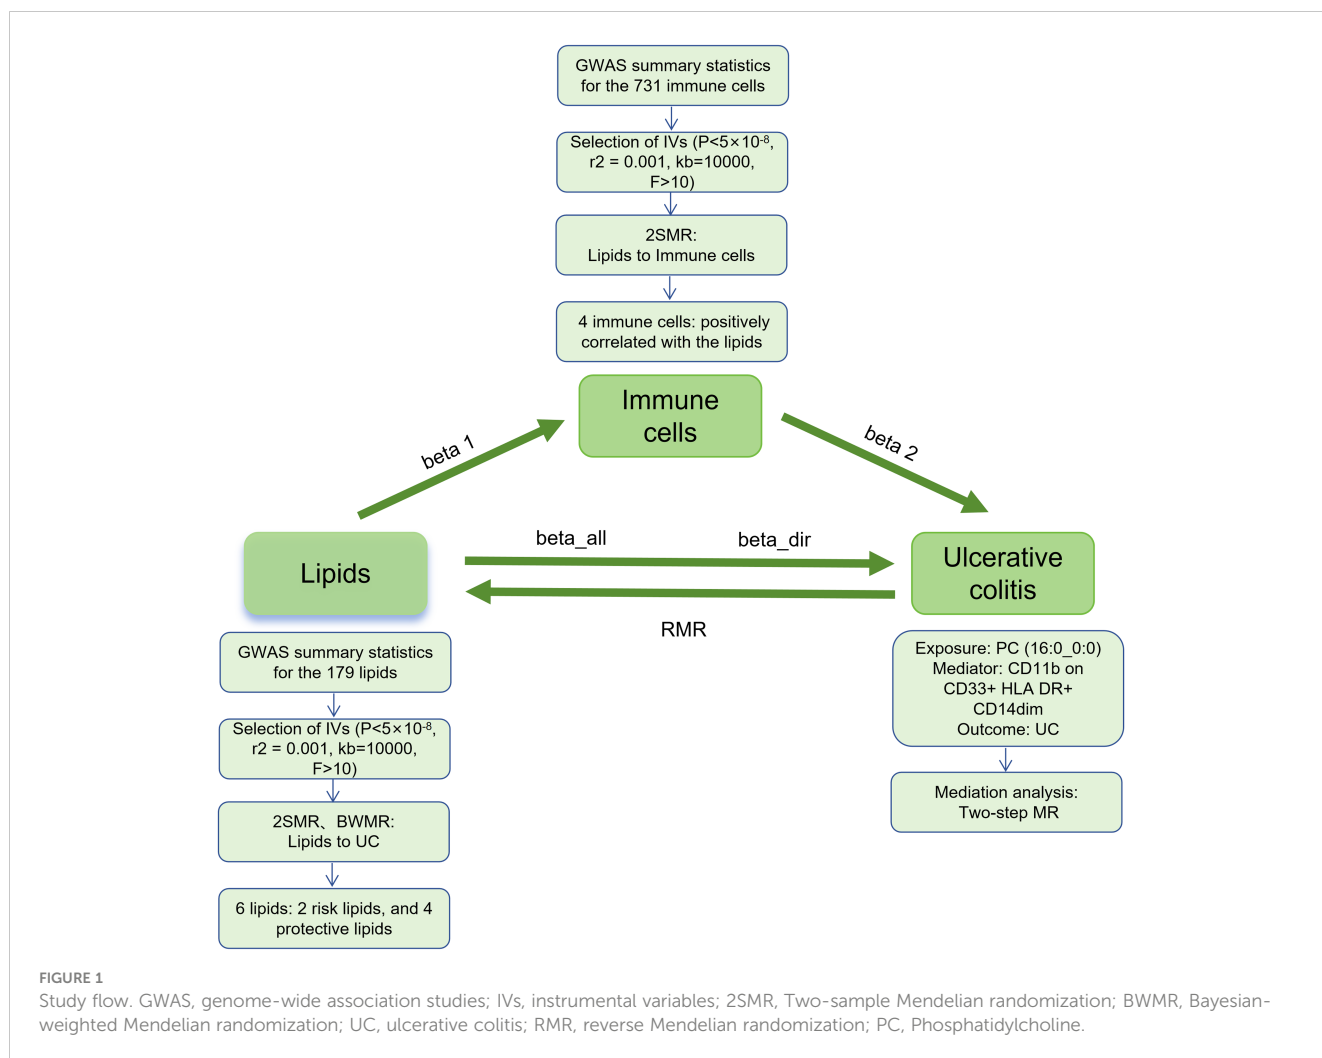 GWAS summary statistics
for the 731 immune cells
Selection of IVs (P<5×10⁻⁸,
r2 = 0.001, kb=10000,
F>10)
2SMR:
Lipids to Immune cells
4 immune cells: positively
correlated with the lipids
Immune
cells
beta 1
beta 2
beta_all
beta_dir
Lipids
Ulcerative
colitis
RMR
GWAS summary statistics
for the 179 lipids
Selection of IVs (P<5×10⁻⁸,
r2 = 0.001, kb=10000,
F>10)
2SMR、BWMR:
Lipids to UC
6 lipids: 2 risk lipids, and 4
protective lipids
Exposure: PC (16:0_0:0)
Mediator: CD11b on
CD33+ HLA DR+
CD14dim
Outcome: UC
Mediation analysis:
Two-step MR
FIGURE 1
Study flow. GWAS, genome-wide association studies; IVs, instrumental variables; 2SMR, Two-sample Mendelian randomization; BWMR, Bayesian-
weighted Mendelian randomization; UC, ulcerative colitis; RMR, reverse Mendelian randomization; PC, Phosphatidylcholine.